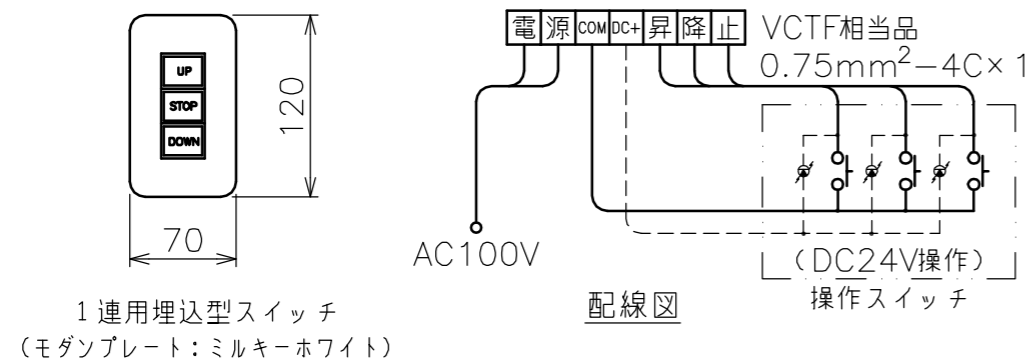 UP
STOP
DOWN
120
70
1連用埋込型スイッチ
(モダンプレート:ミルキーホワイト)
電 源 COM DC+ 昇 降 止
VCTF相当品
0.75mm²-4C×1
AC100V
(DC24V操作)
操作スイッチ
配線図